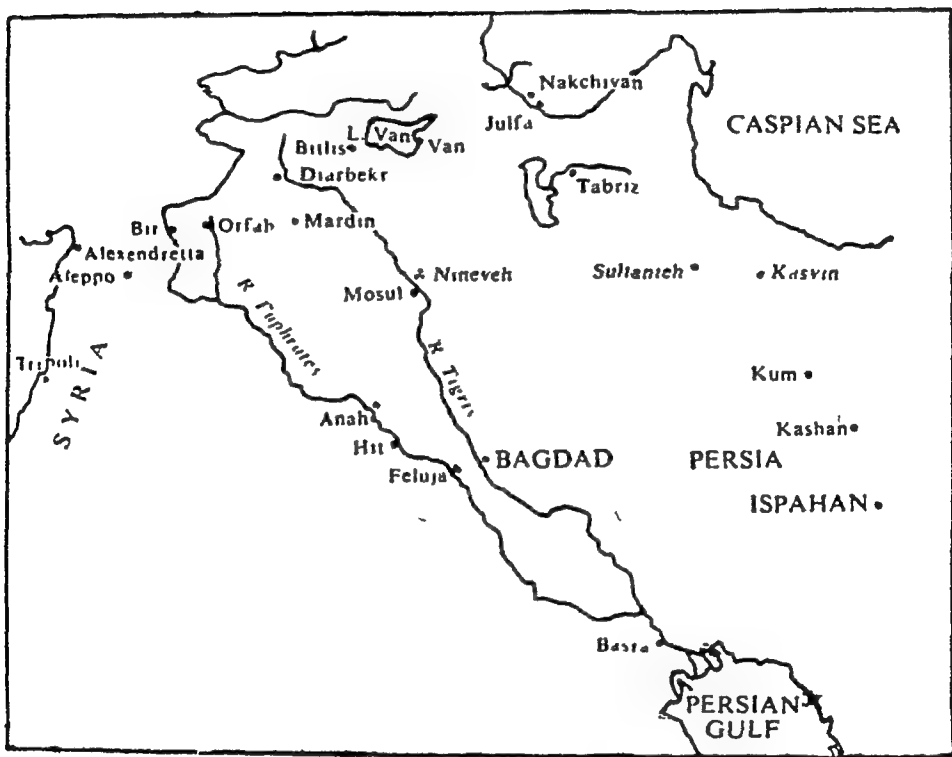 Nakchivan
Julfa
CASPIAN SEA
L. Van
Van
Bitlis
Diarbekr
Tabriz
Bir
Orfah
Mardin
Alexendretta
Aleppo
Nineveh
Sultanieh
Kasvin
Mosul
R Euphrates
R Tigris
Tripoli
SYRIA
Kum
Anah
Kashan
Hit
Feluja
BAGDAD
PERSIA
ISPAHAN
Basra
PERSIAN
GULF